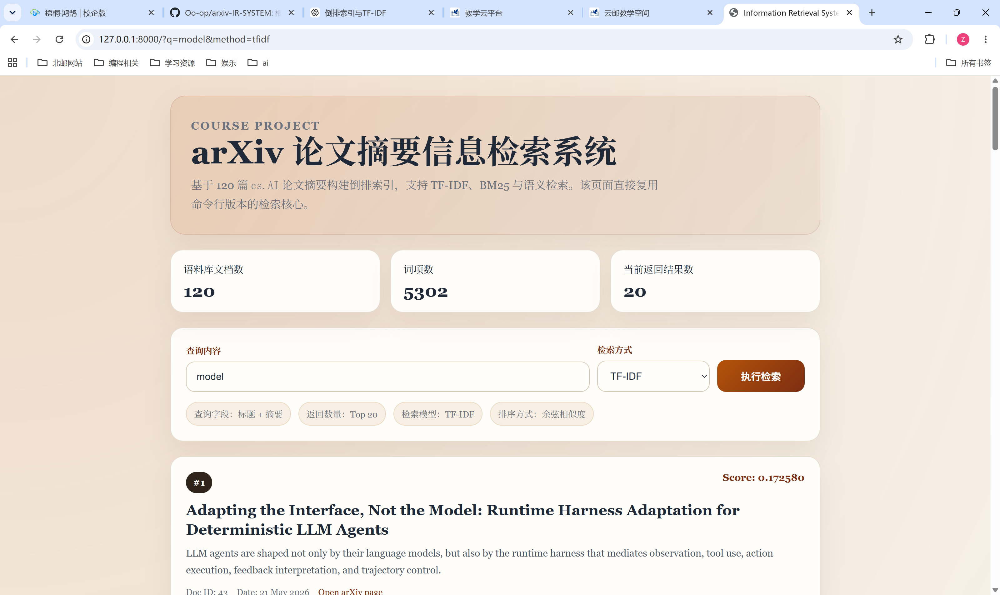 梧桐·鸿鹄 | 校企版
Oo-op/arxiv-IR-SYSTEM:
倒排索引与TF-IDF
教学云平台
云邮教学空间
Information Retrieval Syste
127.0.0.1:8000/?q=model&method=tfidf
Z
北邮网站
编程相关
学习资源
娱乐
ai
所有书签
COURSE PROJECT
arXiv 论文摘要信息检索系统
基于 120 篇 cs.AI 论文摘要构建倒排索引，支持 TF-IDF、BM25 与语义检索。该页面直接复用
命令行版本的检索核心。
语料库文档数
120
词项数
5302
当前返回结果数
20
查询内容
检索方式
model
TF-IDF
执行检索
查询字段：标题 + 摘要
返回数量：Top 20
检索模型：TF-IDF
排序方式：余弦相似度
#1
Score: 0.172580
Adapting the Interface, Not the Model: Runtime Harness Adaptation for
Deterministic LLM Agents
LLM agents are shaped not only by their language models, but also by the runtime harness that mediates observation, tool use, action
execution, feedback interpretation, and trajectory control.
Doc ID: 43 Date: 21 May 2026 Open arXiv page